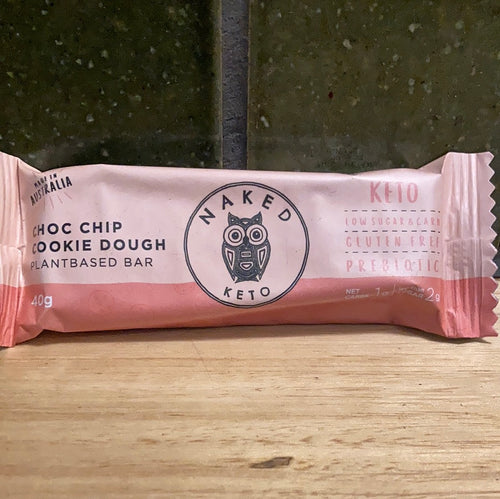 MADE IN
AUSTRALIA
CHOC CHIP
COOKIE DOUGH
PLANTBASED BAR
40g
NAKED
KETO
KETO
LOW SUGAR & CARB
GLUTEN FREE
PREBIOTIC
NET
CARBS
2g